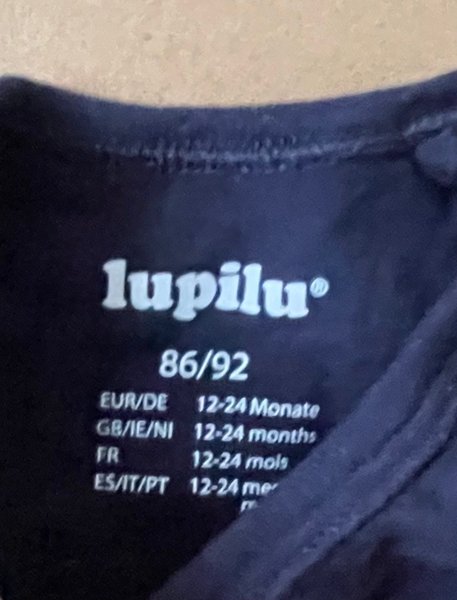 lupilu®
86/92
EUR/DE 12-24 Monate
GB/IE/NI 12-24 months
FR 12-24 mois
ES/IT/PT 12-24